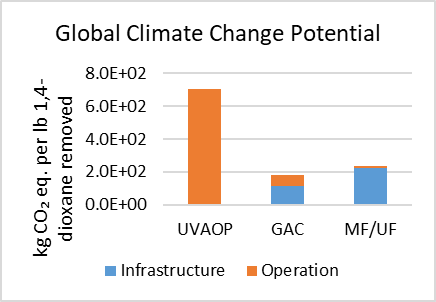 Global Climate Change Potential
kg CO₂ eq. per lb 1,4-
dioxane removed
8.0E+02
6.0E+02
4.0E+02
2.0E+02
0.0E+00
UVAOP GAC MF/UF
Infrastructure Operation